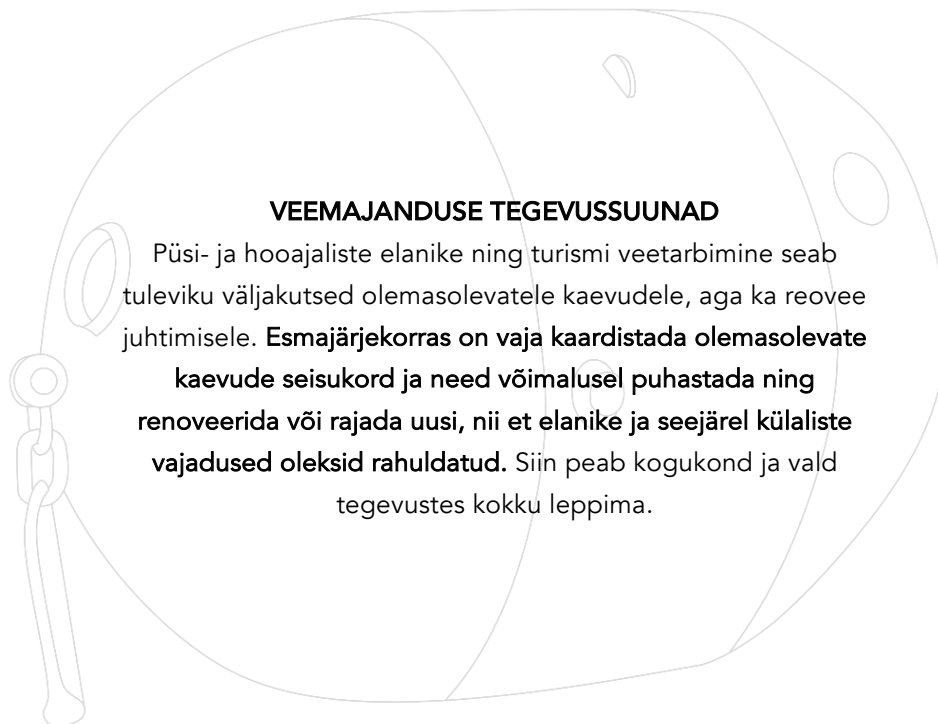 VEEMAJANDUSE TEGEVUSSUUNAD
Püsi- ja hooajaliste elanike ning turismi veetarbimine seab
tuleviku väljakutsed olemasolevatele kaevudele, aga ka reovee
juhtimisele. Esmajärjekorras on vaja kaardistada olemasolevate
kaevude seisukord ja need võimalusel puhastada ning
renoveerida või rajada uusi, nii et elanike ja seejärel külaliste
vajadused oleksid rahuldatud. Siin peab kogukond ja vald
tegevustes kokku leppima.